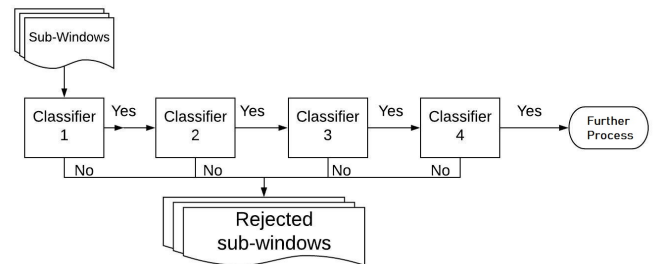 Sub-Windows
Classifier
1
Yes
Classifier
2
Yes
Classifier
3
Yes
Classifier
4
Yes
Further
Process
No
No
No
No
Rejected
sub-windows